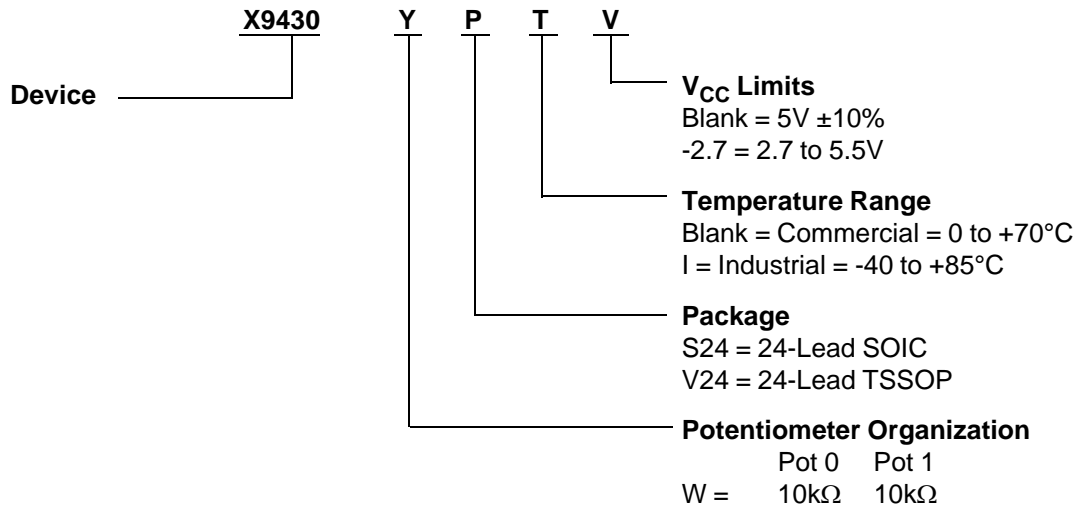 X9430 Y P T V
Device
VCC Limits
Blank = 5V ±10%
-2.7 = 2.7 to 5.5V
Temperature Range
Blank = Commercial = 0 to +70°C
I = Industrial = -40 to +85°C
Package
S24 = 24-Lead SOIC
V24 = 24-Lead TSSOP
Potentiometer Organization
Pot 0 Pot 1
W = 10kΩ 10kΩ